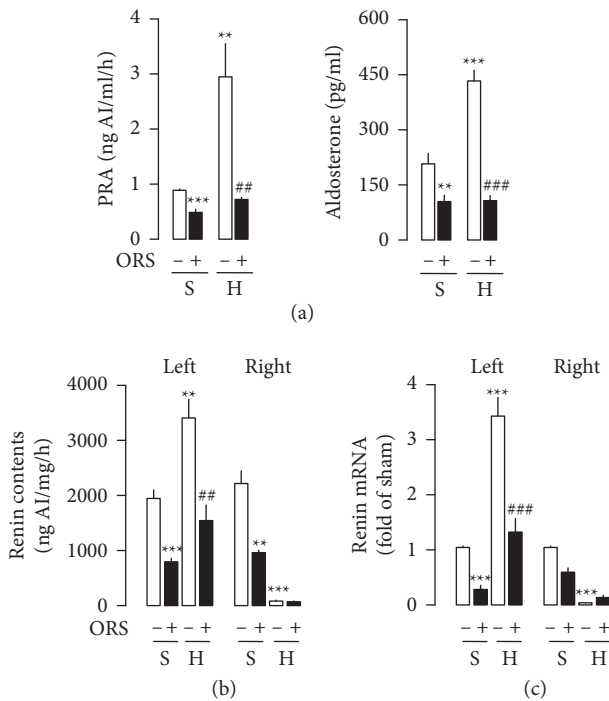 PRA (ng AI/ml/h)
4
3
2
1
0
**
***
##
ORS
− + − +
S H
Aldosterone (pg/ml)
600
450
300
150
0
***
**
###
− + − +
S H
(a)
Left Right
Renin contents
(ng AI/mg/h)
4000
3000
2000
1000
0
***
**
##
**
***
ORS
− + − + − + − +
S H S H
(b)
Left Right
Renin mRNA
(fold of sham)
4
3
2
1
0
***
***
###
***
− + − + − + − +
S H S H
(c)